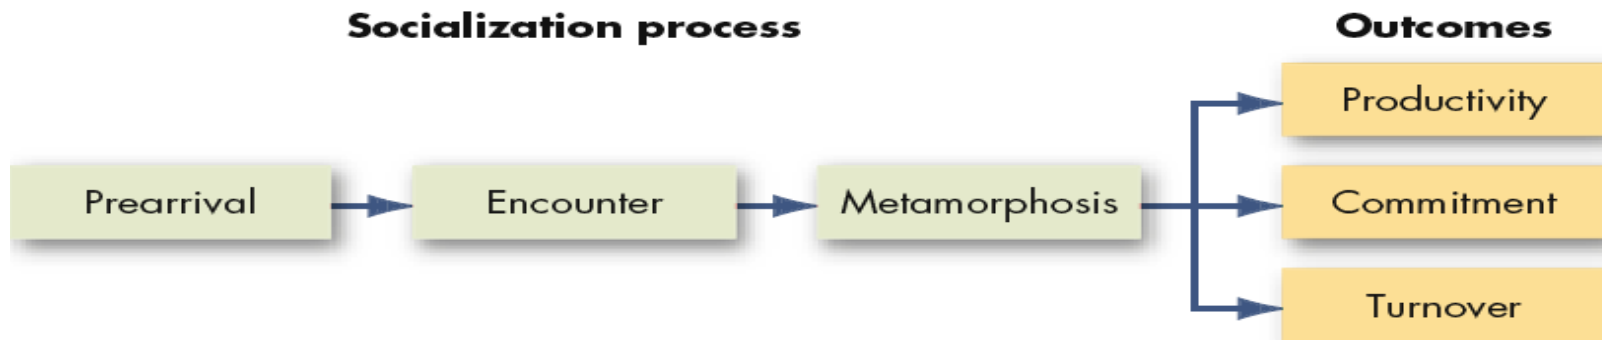 Socialization process
Outcomes
Productivity
Prearrival
Encounter
Metamorphosis
Commitment
Turnover